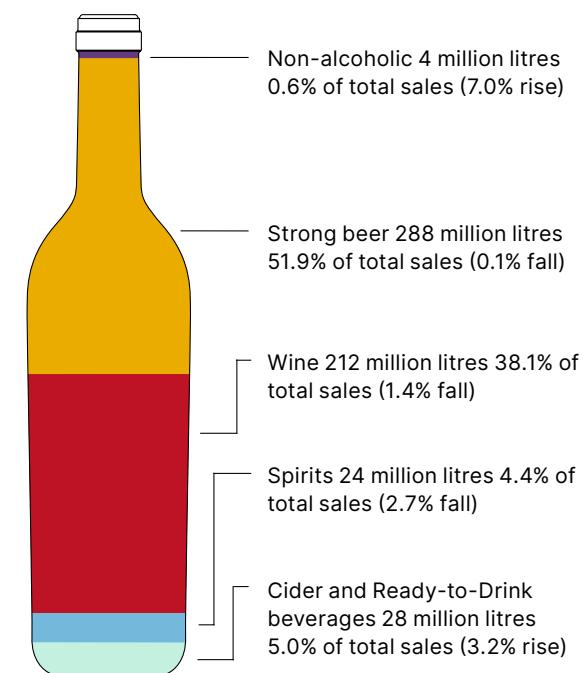 Non-alcoholic 4 million litres
0.6% of total sales (7.0% rise)
Strong beer 288 million litres
51.9% of total sales (0.1% fall)
Wine 212 million litres 38.1% of
total sales (1.4% fall)
Spirits 24 million litres 4.4% of
total sales (2.7% fall)
Cider and Ready-to-Drink
beverages 28 million litres
5.0% of total sales (3.2% rise)